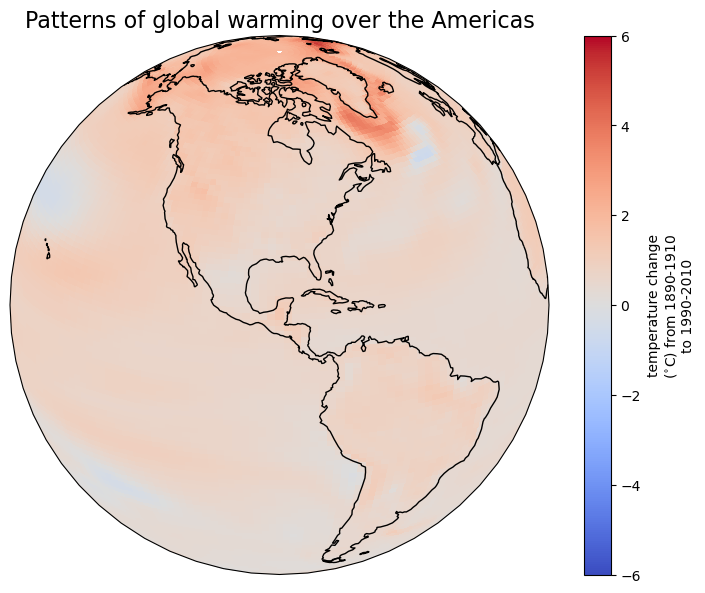 Patterns of global warming over the Americas
6
4
2
0
−2
−4
−6
temperature change
(°C) from 1890-1910
to 1990-2010